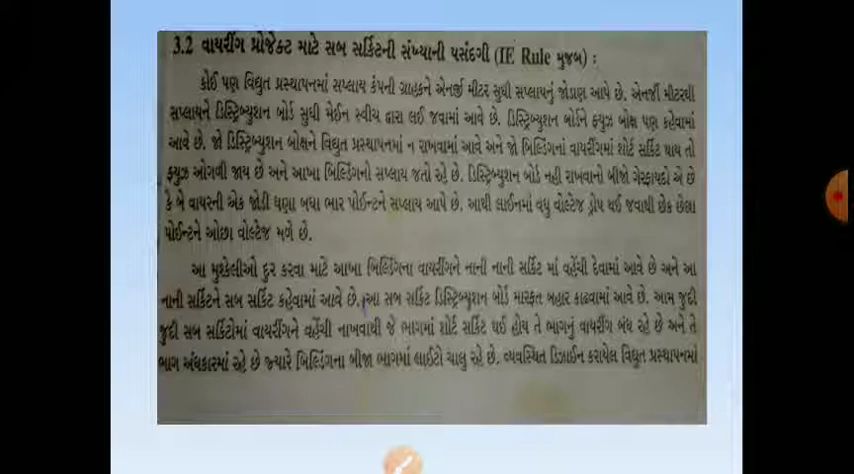 3.2 વાયરીંગ પ્રોજેક્ટ માટે સબ સર્કિટની સંખ્યાની પસંદગી (IE Rule મુજબ) :
કોઈ પણ વિદ્યુત પ્રસ્થાપનમાં સપ્લાય કંપની ગ્રાહકને એનર્જી મીટર સુધી સપ્લાયનું જોડાણ આપે છે. એનર્જી મીટરથી
સપ્લાયને ડિસ્ટ્રિબ્યુશન બોર્ડ સુધી મેઈન સ્વીચ દ્વારા લઈ જવામાં આવે છે. ડિસ્ટ્રિબ્યુશન બોર્ડને ફ્યુઝ બોક્ષ પણ કહેવામાં
આવે છે. જો ડિસ્ટ્રિબ્યુશન બોક્ષને વિદ્યુત પ્રસ્થાપનમાં ન રાખવામાં આવે અને જો બિલ્ડિંગનાં વાયરીંગમાં શોર્ટ સર્કિટ થાય તો
ફ્યુઝ ઓગળી જાય છે અને આખા બિલ્ડિંગનો સપ્લાય જતો રહે છે. ડિસ્ટ્રિબ્યુશન બોર્ડ નહી રાખવાનો બીજો ગેરફાયદો એ છે
કે બે વાયરની એક જોડી ઘણા બધા ભાર પોઈન્ટને સપ્લાય આપે છે. આથી લાઈનમાં વધુ વોલ્ટેજ ડ્રોપ થઈ જવાથી છેક છેલા
પોઈન્ટને ઓછા વોલ્ટેજ મળે છે.
આ મુશ્કેલીઓ દુર કરવા માટે આખા બિલ્ડિંગના વાયરીંગને નાની નાની સર્કિટ માં વહેંચી દેવામાં આવે છે અને આ
નાની સર્કિટને સબ સર્કિટ કહેવામાં આવે છે. આ સબ સર્કિટ ડિસ્ટ્રિબ્યુશન બોર્ડ મારફત બહાર કાઢવામાં આવે છે. આમ જુદી
જુદી સબ સર્કિટોમાં વાયરીંગને વહેંચી નાખવાથી જે ભાગમાં શોર્ટ સર્કિટ થઈ હોય તે ભાગનું વાયરીંગ બંધ રહે છે અને તે
ભાગ અંધકારમાં રહે છે જ્યારે બિલ્ડિંગના બીજા ભાગમાં લાઈટો ચાલુ રહે છે. વ્યવસ્થિત ડિઝાઈન કરાયેલ વિદ્યુત પ્રસ્થાપનમાં